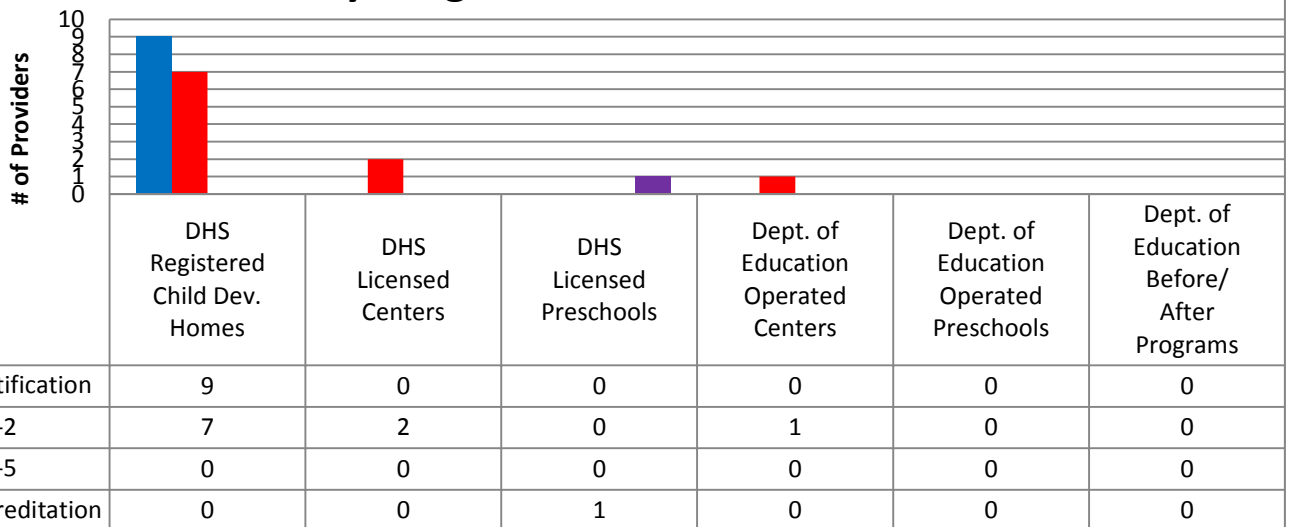 # of Providers
10
9
8
7
6
5
4
3
2
1
0
DHS
Registered
Child Dev.
Homes
DHS
Licensed
Centers
DHS
Licensed
Preschools
Dept. of
Education
Operated
Centers
Dept. of
Education
Operated
Preschools
Dept. of
Education
Before/
After
Programs
tification 9 0 0 0 0 0
-2 7 2 0 1 0 0
-5 0 0 0 0 0 0
reditation 0 0 1 0 0 0